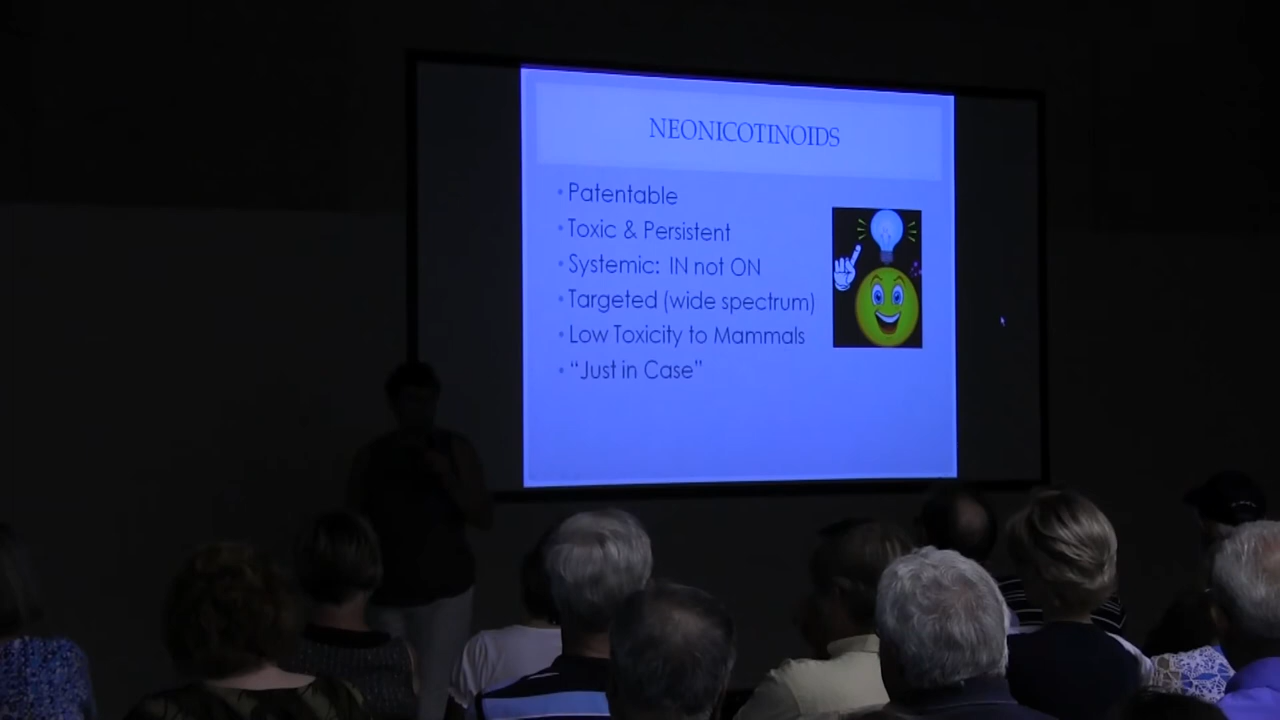 NEONICOTINOIDS
• Patentable
• Toxic & Persistent
• Systemic: IN not ON
• Targeted (wide spectrum)
• Low Toxicity to Mammals
• “Just in Case”